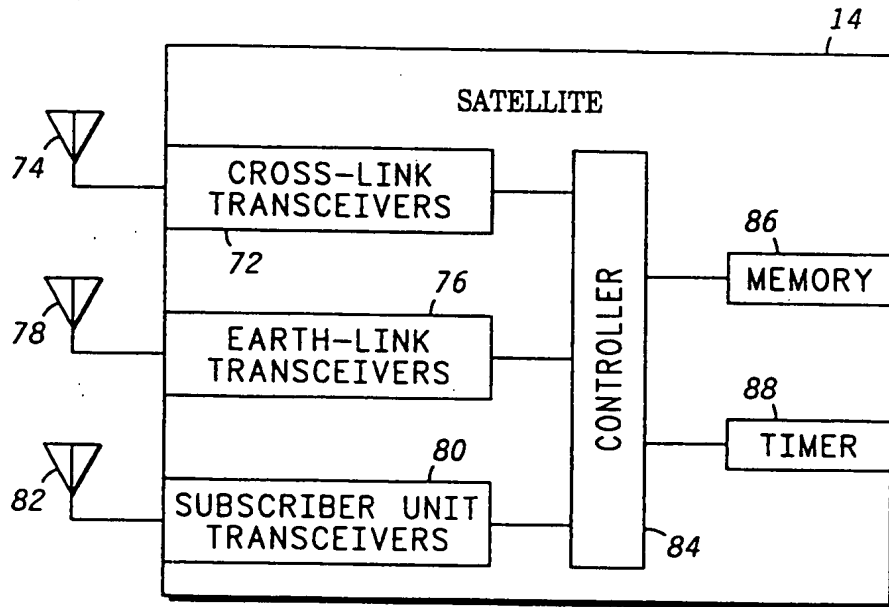 14
SATELLITE
74
CROSS-LINK
TRANSCEIVERS
72
86
MEMORY
78
76
EARTH-LINK
TRANSCEIVERS
CONTROLLER
88
TIMER
82
80
SUBSCRIBER UNIT
TRANSCEIVERS
84